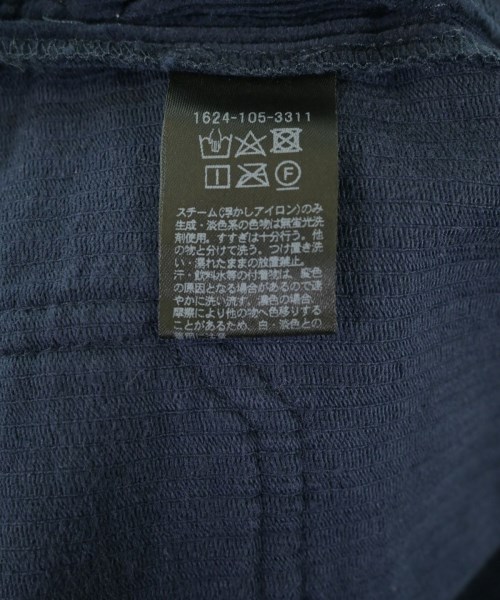 1624-105-3311
F
スチーム(浮かしアイロン)のみ
生成・淡色系の色物は無蛍光洗
剤使用。すすぎは十分行う。他
の物と分けて洗う。つけ置き洗
い・濡れたままの放置禁止。
汗・飲料水等の付着物は、変色
の原因となる場合があるので速
やかに洗い流す。濃色の場合、
摩擦により他の物へ色移りする
ことがあるため、白・淡色との